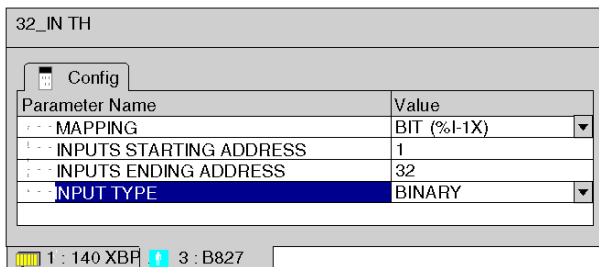 32_IN TH
Config
Parameter Name Value
MAPPING BIT (%I-1X)
INPUTS STARTING ADDRESS 1
INPUTS ENDING ADDRESS 32
INPUT TYPE BINARY
1 : 140 XBP 3 : B827